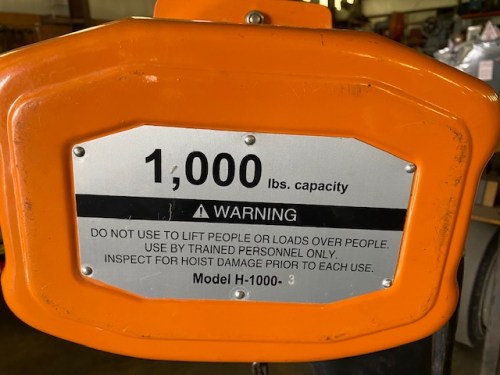 1,000 lbs. capacity
⚠ WARNING
DO NOT USE TO LIFT PEOPLE OR LOADS OVER PEOPLE.
USE BY TRAINED PERSONNEL ONLY.
INSPECT FOR HOIST DAMAGE PRIOR TO EACH USE.
Model H-1000-3